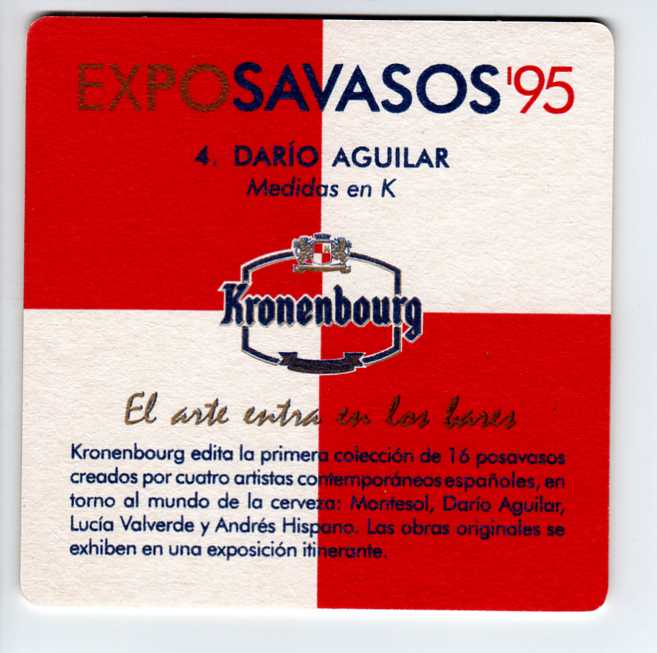 EXPOSAVASOS '95
4. DARÍO AGUILAR
Medidas en K
Kronenbourg
El arte entra en los bares
Kronenbourg edita la primera colección de 16 posavasos
creados por cuatro artistas contemporáneos españoles, en
torno al mundo de la cerveza: Montesol, Darío Aguilar,
Lucía Valverde y Andrés Hispano. Las obras originales se
exhiben en una exposición itinerante.